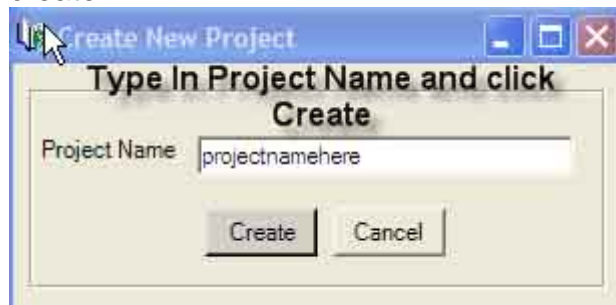 Create New Project
Type In Project Name and click
Create
Project Name
projectnamehere
Create
Cancel